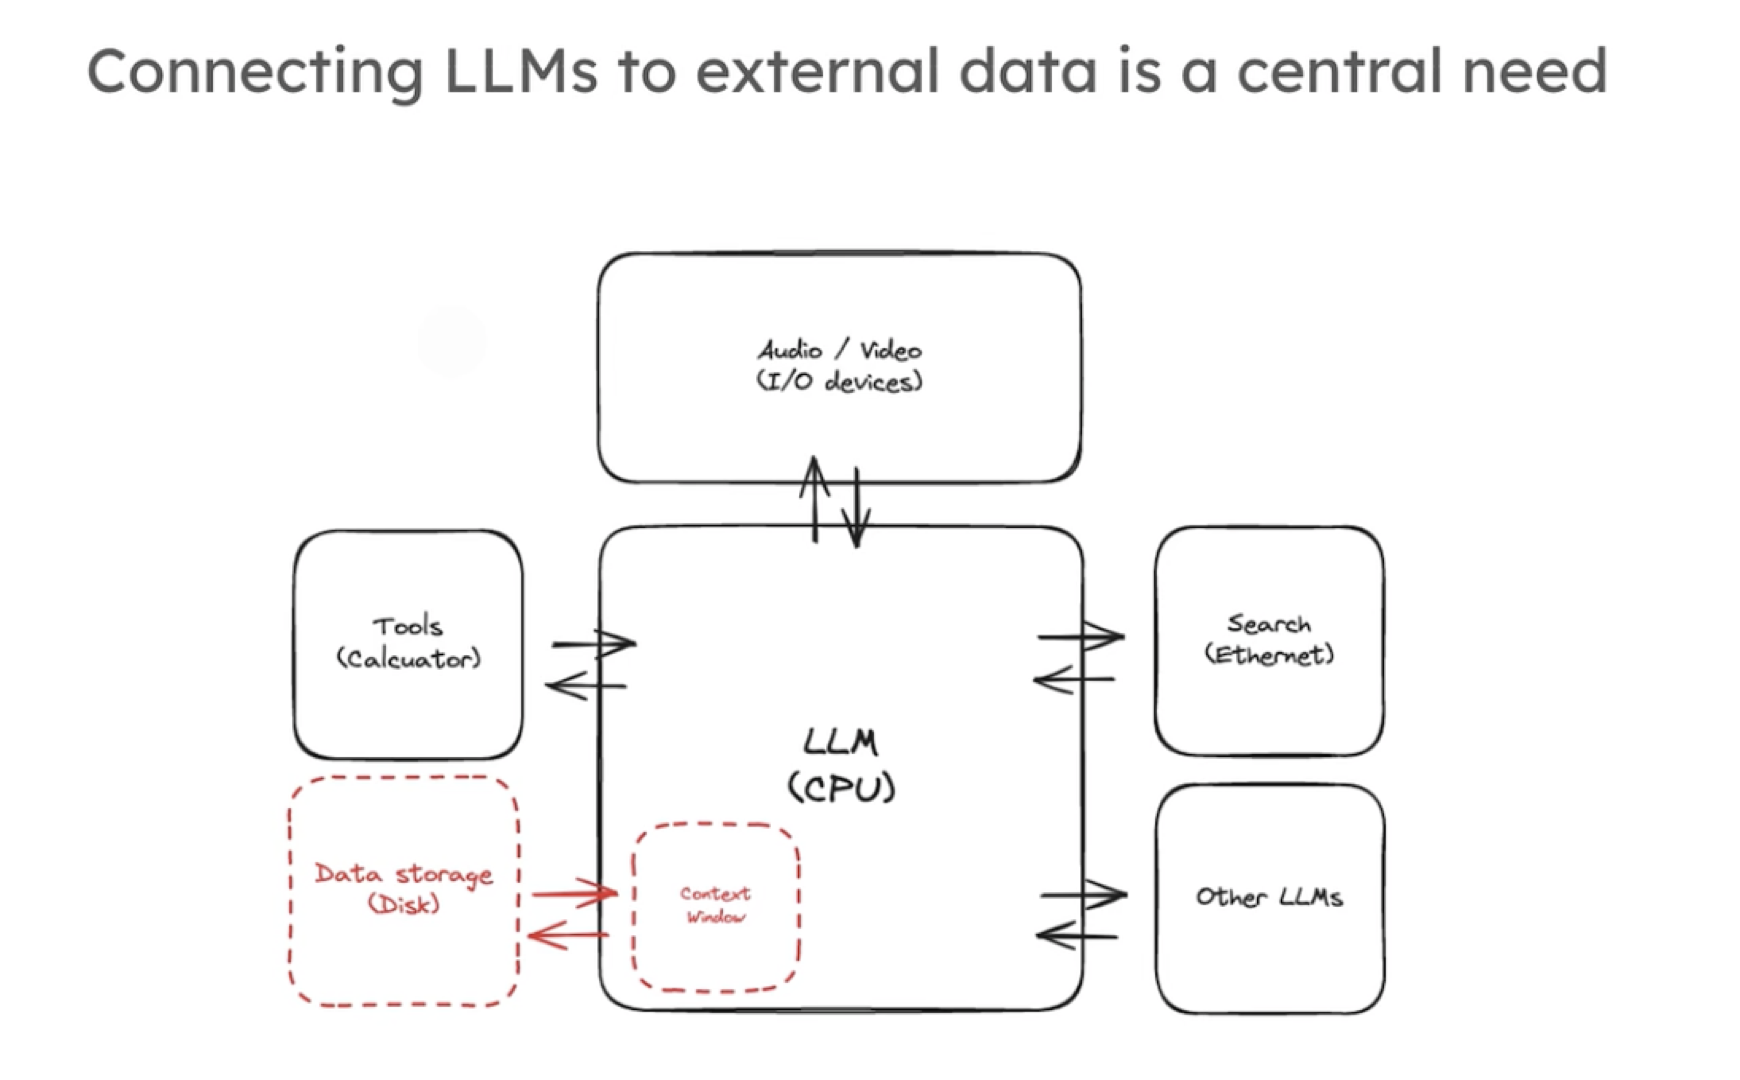 Connecting LLMs to external data is a central need
Audio / Video
(I/O devices)
Tools
(Calcuator)
Search
(Ethernet)
LLM
(CPU)
Data storage
(Disk)
Context
Window
Other LLMs